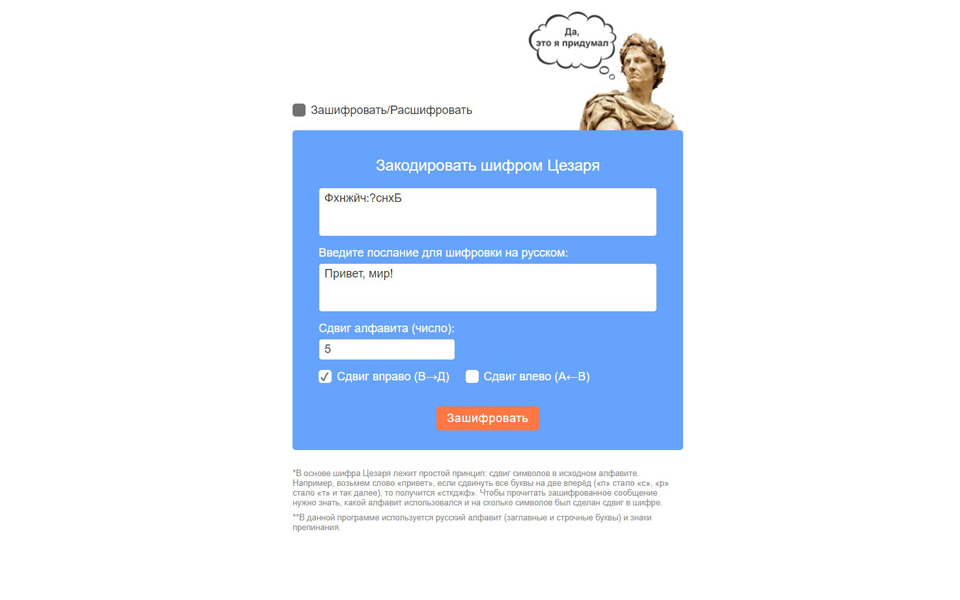 Да,
это я придумал
Зашифровать/Расшифровать
Закодировать шифром Цезаря
Фхнжйч:?снхБ
Введите послание для шифровки на русском:
Привет, мир!
Сдвиг алфавита (число):
5
Сдвиг вправо (В→Д) Сдвиг влево (А←В)
Зашифровать
*В основе шифра Цезаря лежит простой принцип: сдвиг символов в исходном алфавите.
Например, возьмем слово «привет», если сдвинуть все буквы на две вперёд («п» стало «с», «р»
стало «т» и так далее), то получится «сткджф». Чтобы прочитать зашифрованное сообщение
нужно знать, какой алфавит использовался и на сколько символов был сделан сдвиг в шифре.
**В данной программе используется русский алфавит (заглавные и строчные буквы) и знаки
препинания.